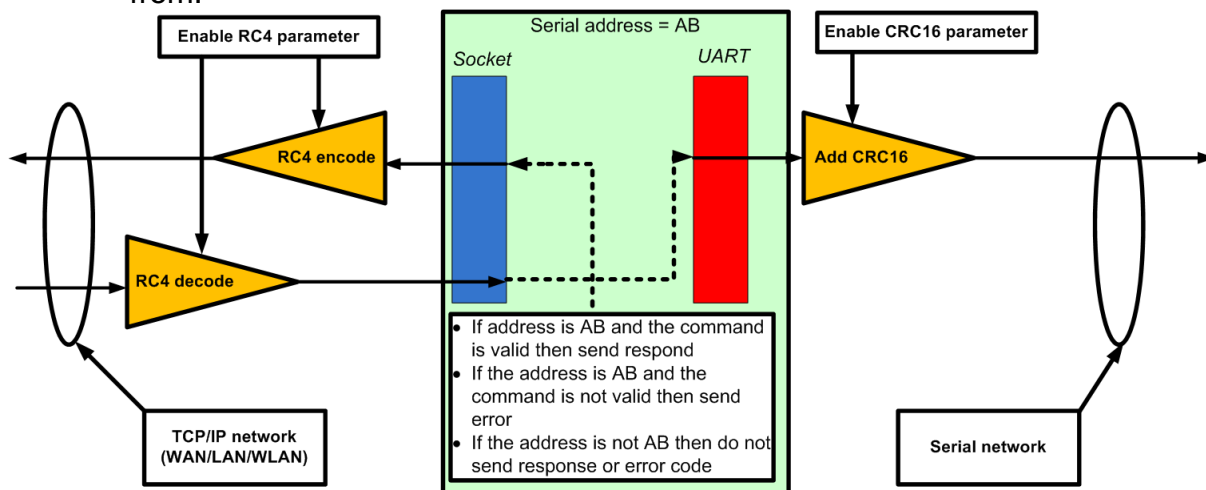 from.
Enable RC4 parameter
Serial address = AB
Enable CRC16 parameter
Socket
UART
RC4 encode
Add CRC16
RC4 decode
• If address is AB and the command
is valid then send respond
• If the address is AB and the
command is not valid then send
error
• If the address is not AB then do not
send response or error code
TCP/IP network
(WAN/LAN/WLAN)
Serial network